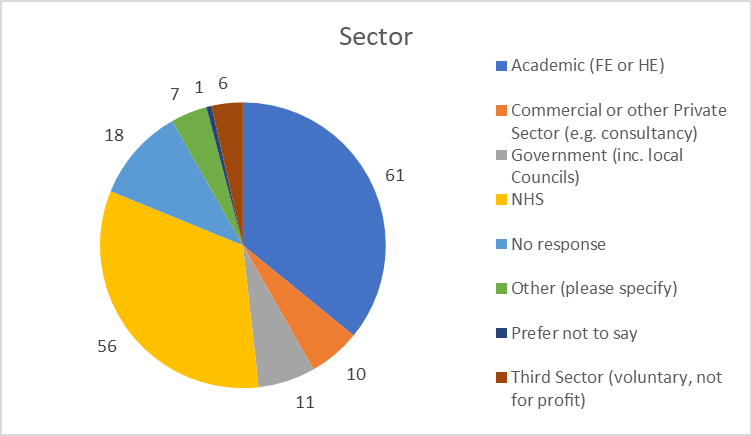 Sector
7
1
6
18
61
56
11
10
Academic (FE or HE)
Commercial or other Private
Sector (e.g. consultancy)
Government (inc. local
Councils)
NHS
No response
Other (please specify)
Prefer not to say
Third Sector (voluntary, not
for profit)